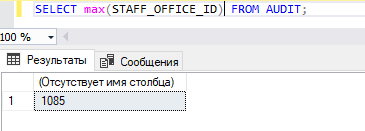 SELECT max(STAFF_OFFICE_ID) FROM AUDIT;
100 %
Результаты Сообщения
(Отсутствует имя столбца)
1 1085